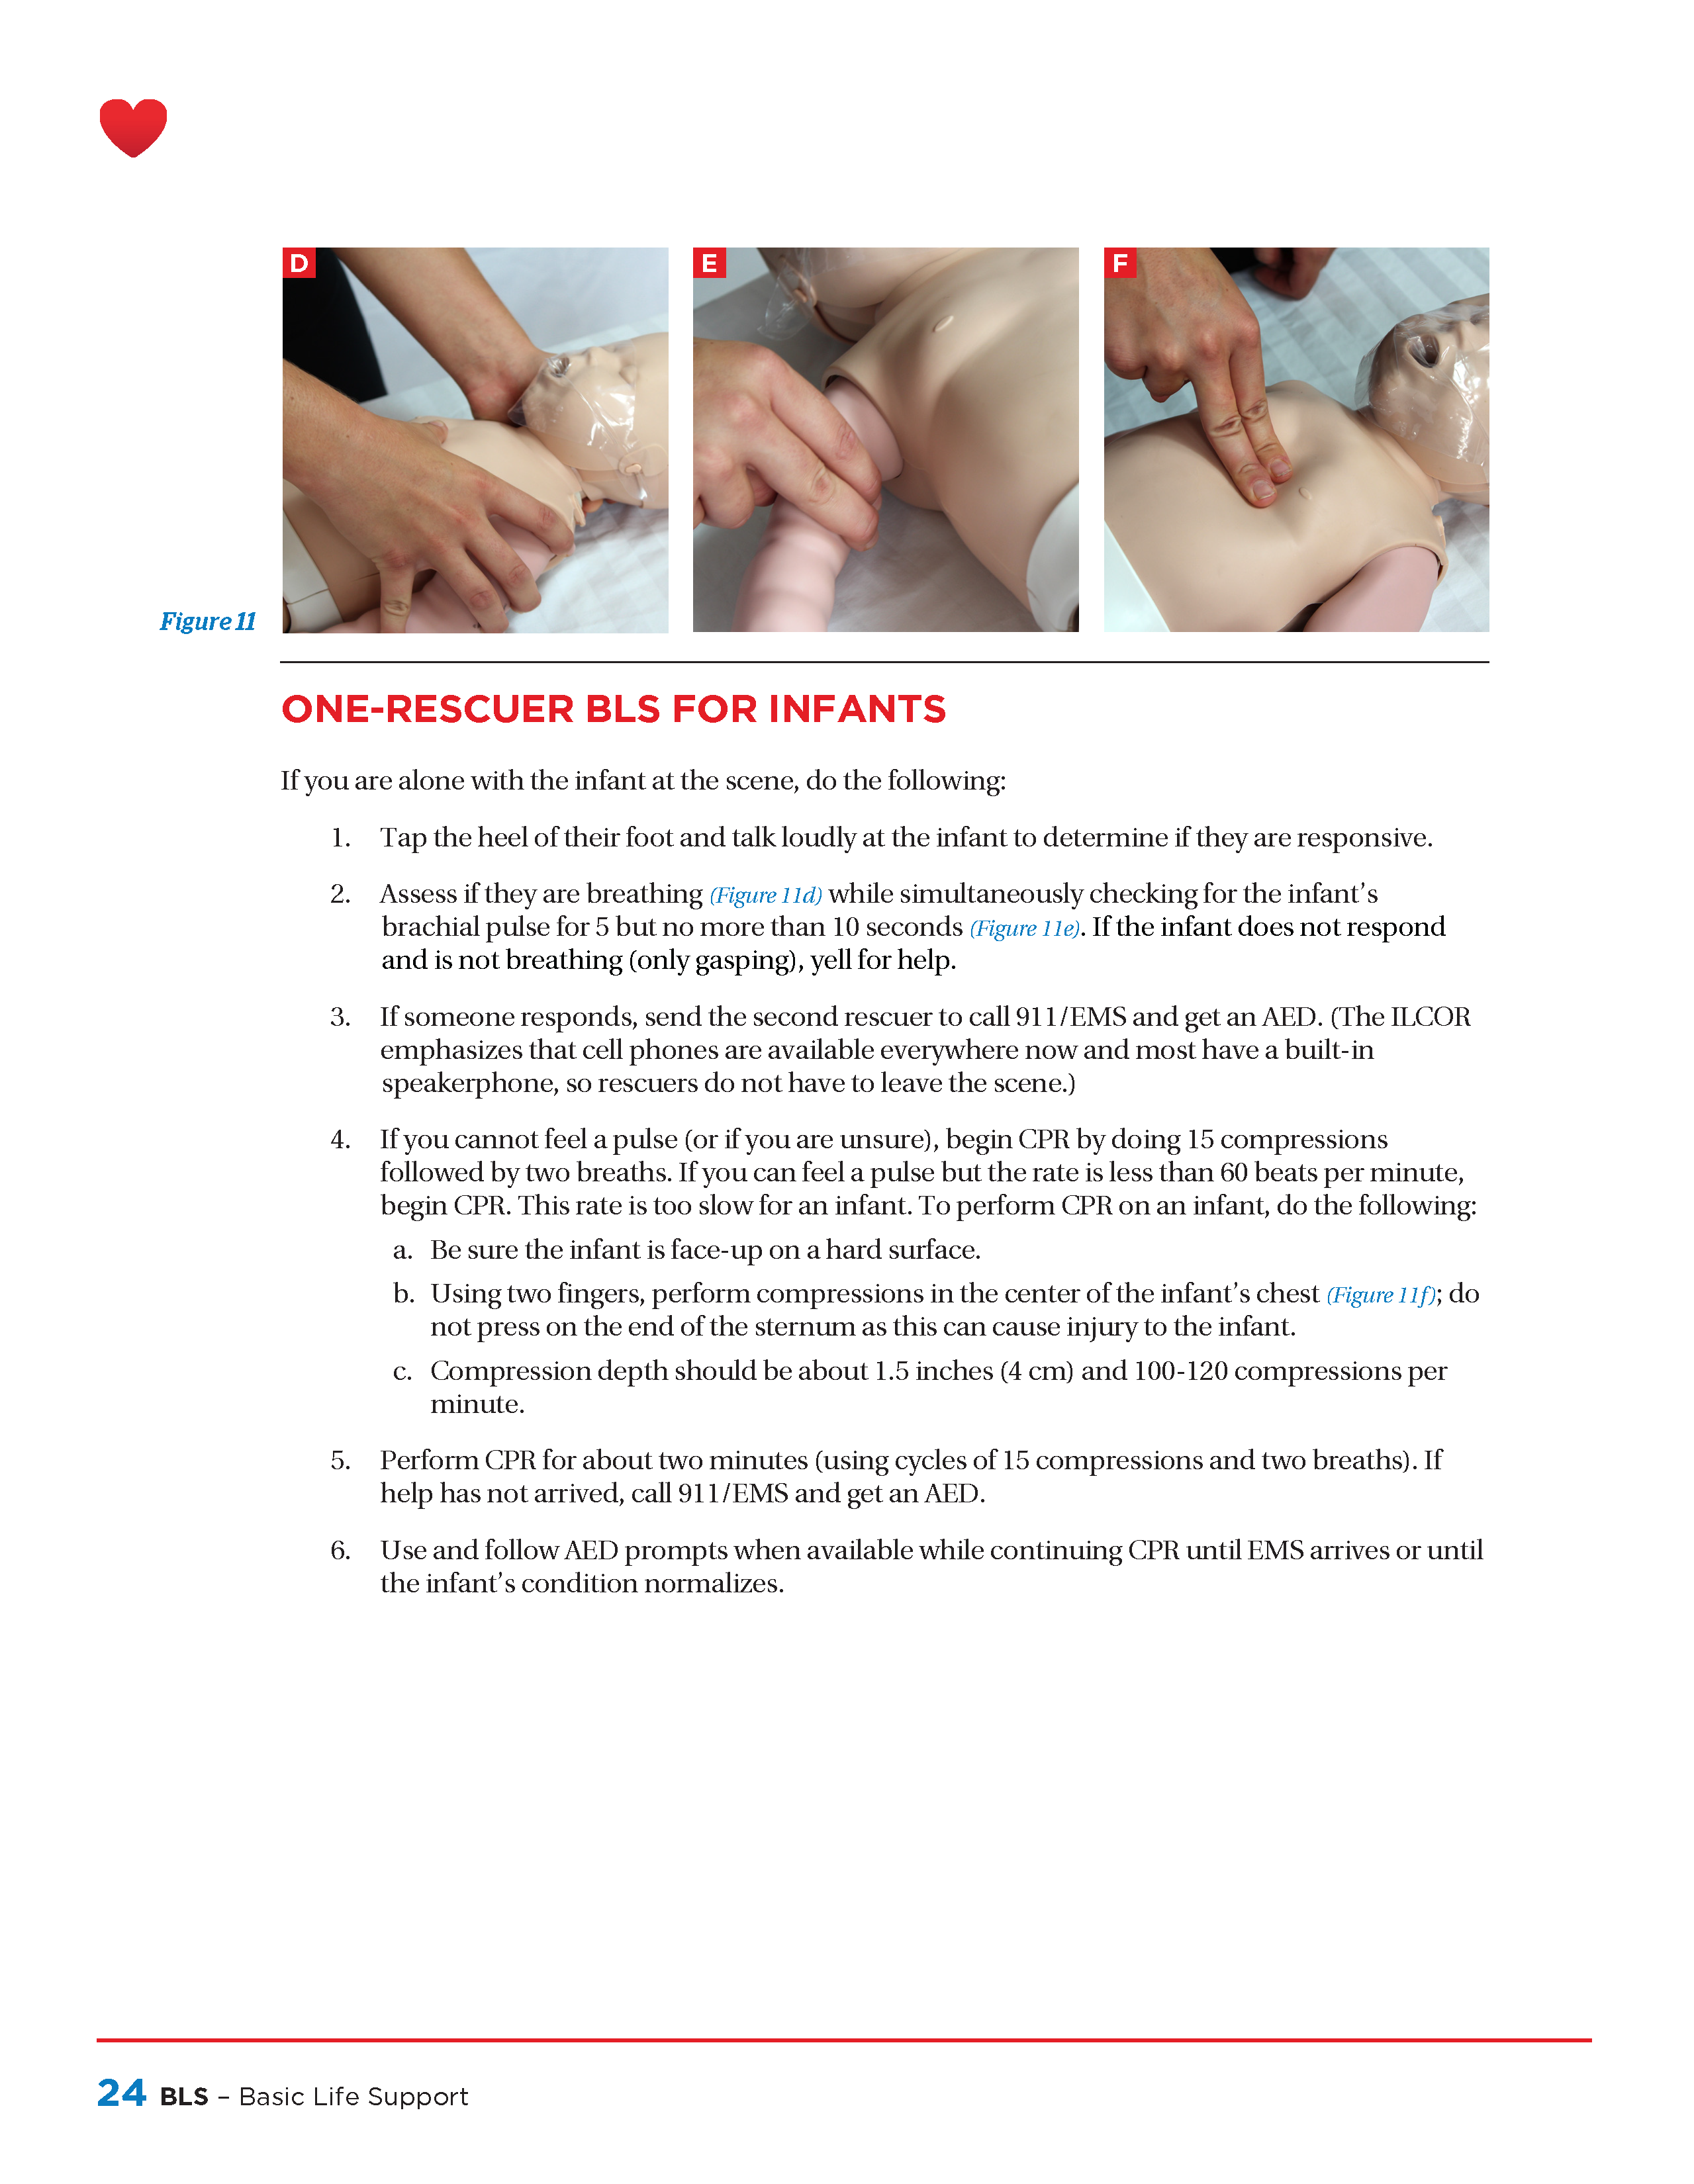 D
E
F
Figure 11
ONE-RESCUER BLS FOR INFANTS
If you are alone with the infant at the scene, do the following:
1. Tap the heel of their foot and talk loudly at the infant to determine if they are responsive.
2. Assess if they are breathing (Figure 11d) while simultaneously checking for the infant's
brachial pulse for 5 but no more than 10 seconds (Figure 11e). If the infant does not respond
and is not breathing (only gasping), yell for help.
3. If someone responds, send the second rescuer to call 911/EMS and get an AED. (The ILCOR
emphasizes that cell phones are available everywhere now and most have a built-in
speakerphone, so rescuers do not have to leave the scene.)
4. If you cannot feel a pulse (or if you are unsure), begin CPR by doing 15 compressions
followed by two breaths. If you can feel a pulse but the rate is less than 60 beats per minute,
begin CPR. This rate is too slow for an infant. To perform CPR on an infant, do the following:
a. Be sure the infant is face-up on a hard surface.
b. Using two fingers, perform compressions in the center of the infant's chest (Figure 11f); do
not press on the end of the sternum as this can cause injury to the infant.
c. Compression depth should be about 1.5 inches (4 cm) and 100-120 compressions per
minute.
5. Perform CPR for about two minutes (using cycles of 15 compressions and two breaths). If
help has not arrived, call 911/EMS and get an AED.
6. Use and follow AED prompts when available while continuing CPR until EMS arrives or until
the infant's condition normalizes.
24 BLS – Basic Life Support